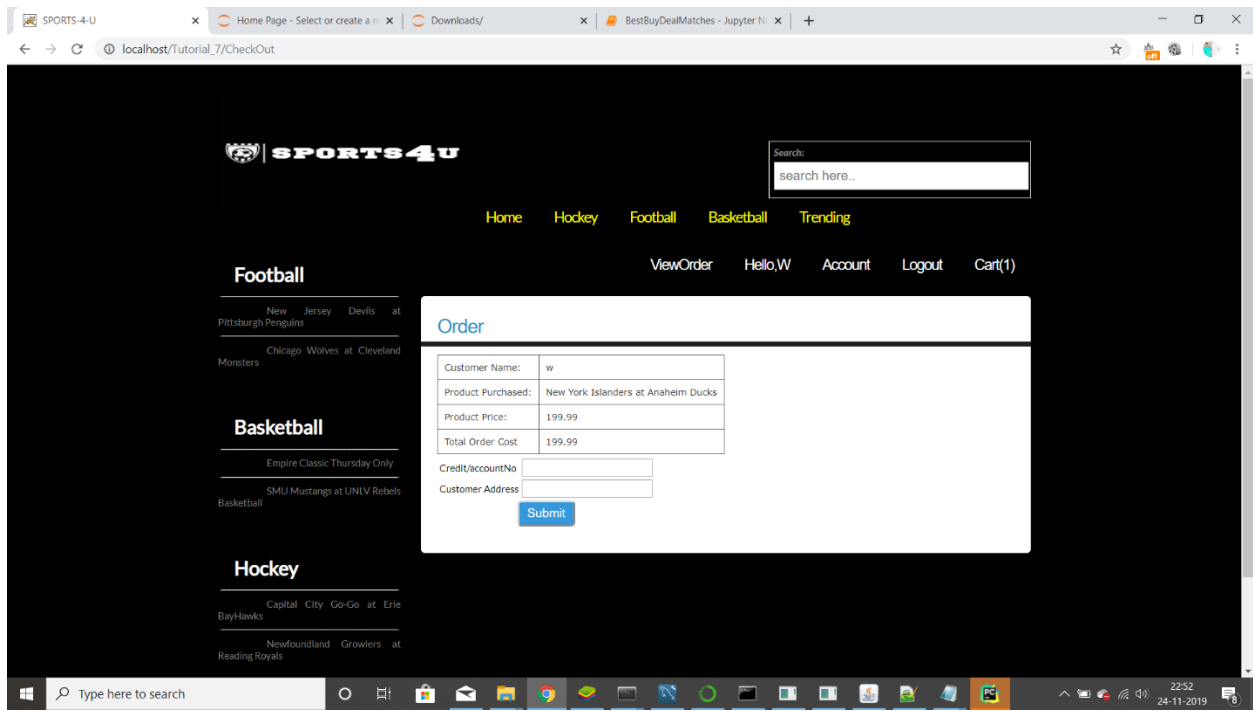 SPORTS-4-U
Home Page - Select or create a n
Downloads/
BestBuyDealMatches - Jupyter No
localhost/Tutorial_7/CheckOut
off
SPORTS4U
Search:
search here..
Home Hockey Football Basketball Trending
ViewOrder Hello,W Account Logout Cart(1)
Football
New Jersey Devils at
Pittsburgh Penguins
Chicago Wolves at Cleveland
Monsters
Basketball
Empire Classic Thursday Only
SMU Mustangs at UNLV Rebels
Basketball
Hockey
Capital City Go-Go at Erie
BayHawks
Newfoundland Growlers at
Reading Royals
Order
Customer Name: w
Product Purchased: New York Islanders at Anaheim Ducks
Product Price: 199.99
Total Order Cost 199.99
Credit/accountNo
Customer Address
Submit
Type here to search
PC
22:52
24-11-2019
8